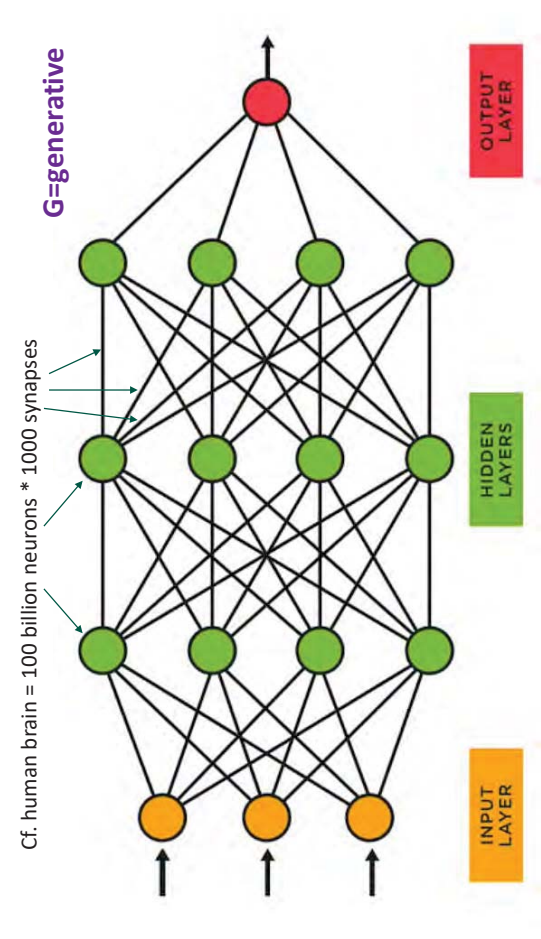 Cf. human brain = 100 billion neurons * 1000 synapses
G=generative
INPUT
LAYER
HIDDEN
LAYERS
OUTPUT
LAYER